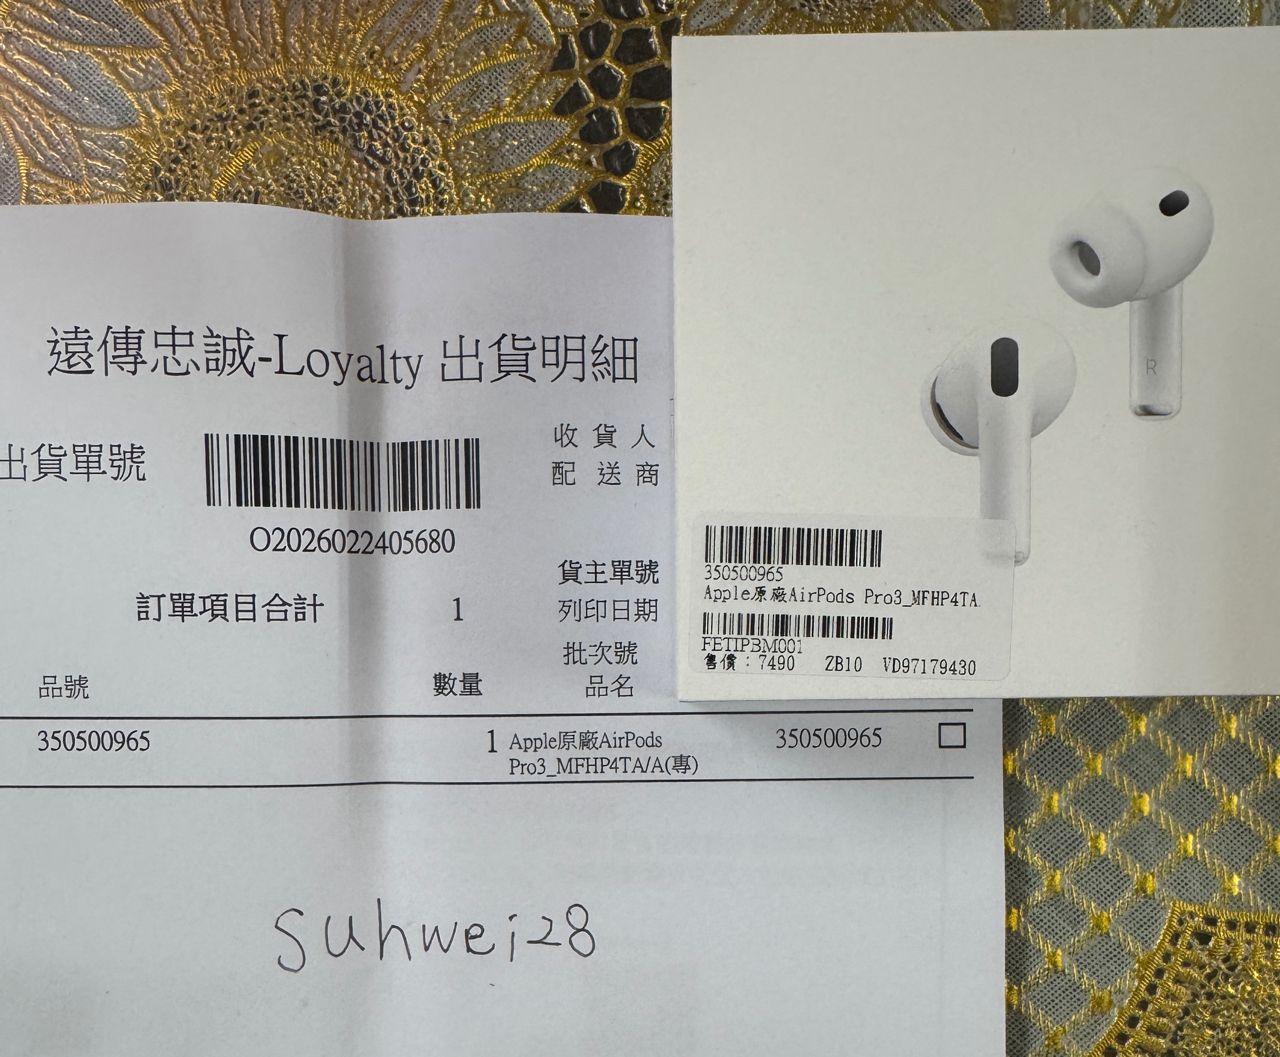 遠傳忠誠-Loyalty 出貨明細
出貨單號
O2026022405680
收貨人
配送商
貨主單號
訂單項目合計 1
列印日期
批次號
品號 數量 品名
350500965 1 Apple原廠AirPods 350500965
Pro3_MFHP4TA/A(專)
suhwei28
R
350500965
Apple原廠AirPods Pro3_MFHP4TA
FETIPBM001
售價：7490 ZB10 VD97179430